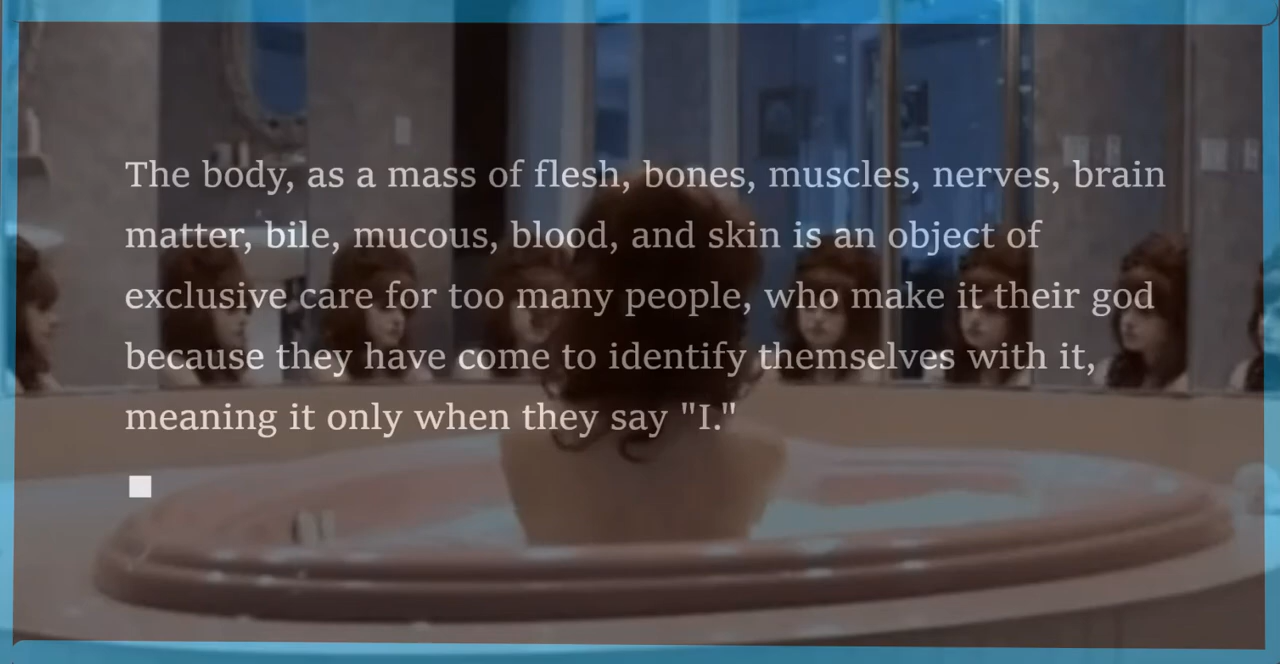 The body, as a mass of flesh, bones, muscles, nerves, brain
matter, bile, mucous, blood, and skin is an object of
exclusive care for too many people, who make it their god
because they have come to identify themselves with it,
meaning it only when they say "I."